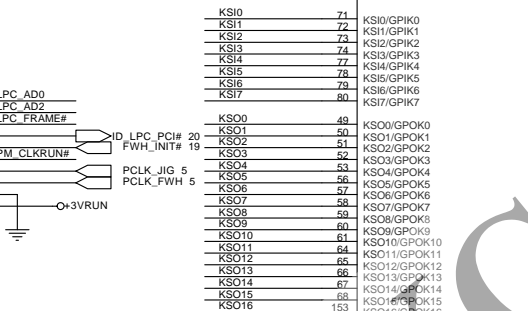 KSI0 71 KSI0/GPIK0
KSI1 72 KSI1/GPIK1
KSI2 73 KSI2/GPIK2
KSI3 74 KSI3/GPIK3
KSI4 77 KSI4/GPIK4
KSI5 78 KSI5/GPIK5
KSI6 79 KSI6/GPIK6
KSI7 80 KSI7/GPIK7
LPC_AD0
LPC_AD2
LPC_FRAME#
ID_LPC_PCI# 20
FWH_INIT# 19
PM_CLKRUN#
PCLK_JIG 5
PCLK_FWH 5
+3VRUN
KSO0 49 KSO0/GPOK0
KSO1 50 KSO1/GPOK1
KSO2 51 KSO2/GPOK2
KSO3 52 KSO3/GPOK3
KSO4 53 KSO4/GPOK4
KSO5 56 KSO5/GPOK5
KSO6 57 KSO6/GPOK6
KSO7 58 KSO7/GPOK7
KSO8 59 KSO8/GPOK8
KSO9 60 KSO9/GPOK9
KSO10 61 KSO10/GPOK10
KSO11 64 KSO11/GPOK11
KSO12 65 KSO12/GPOK12
KSO13 66 KSO13/GPOK13
KSO14 67 KSO14/GPOK14
KSO15 68 KSO15/GPOK15
KSO16 153